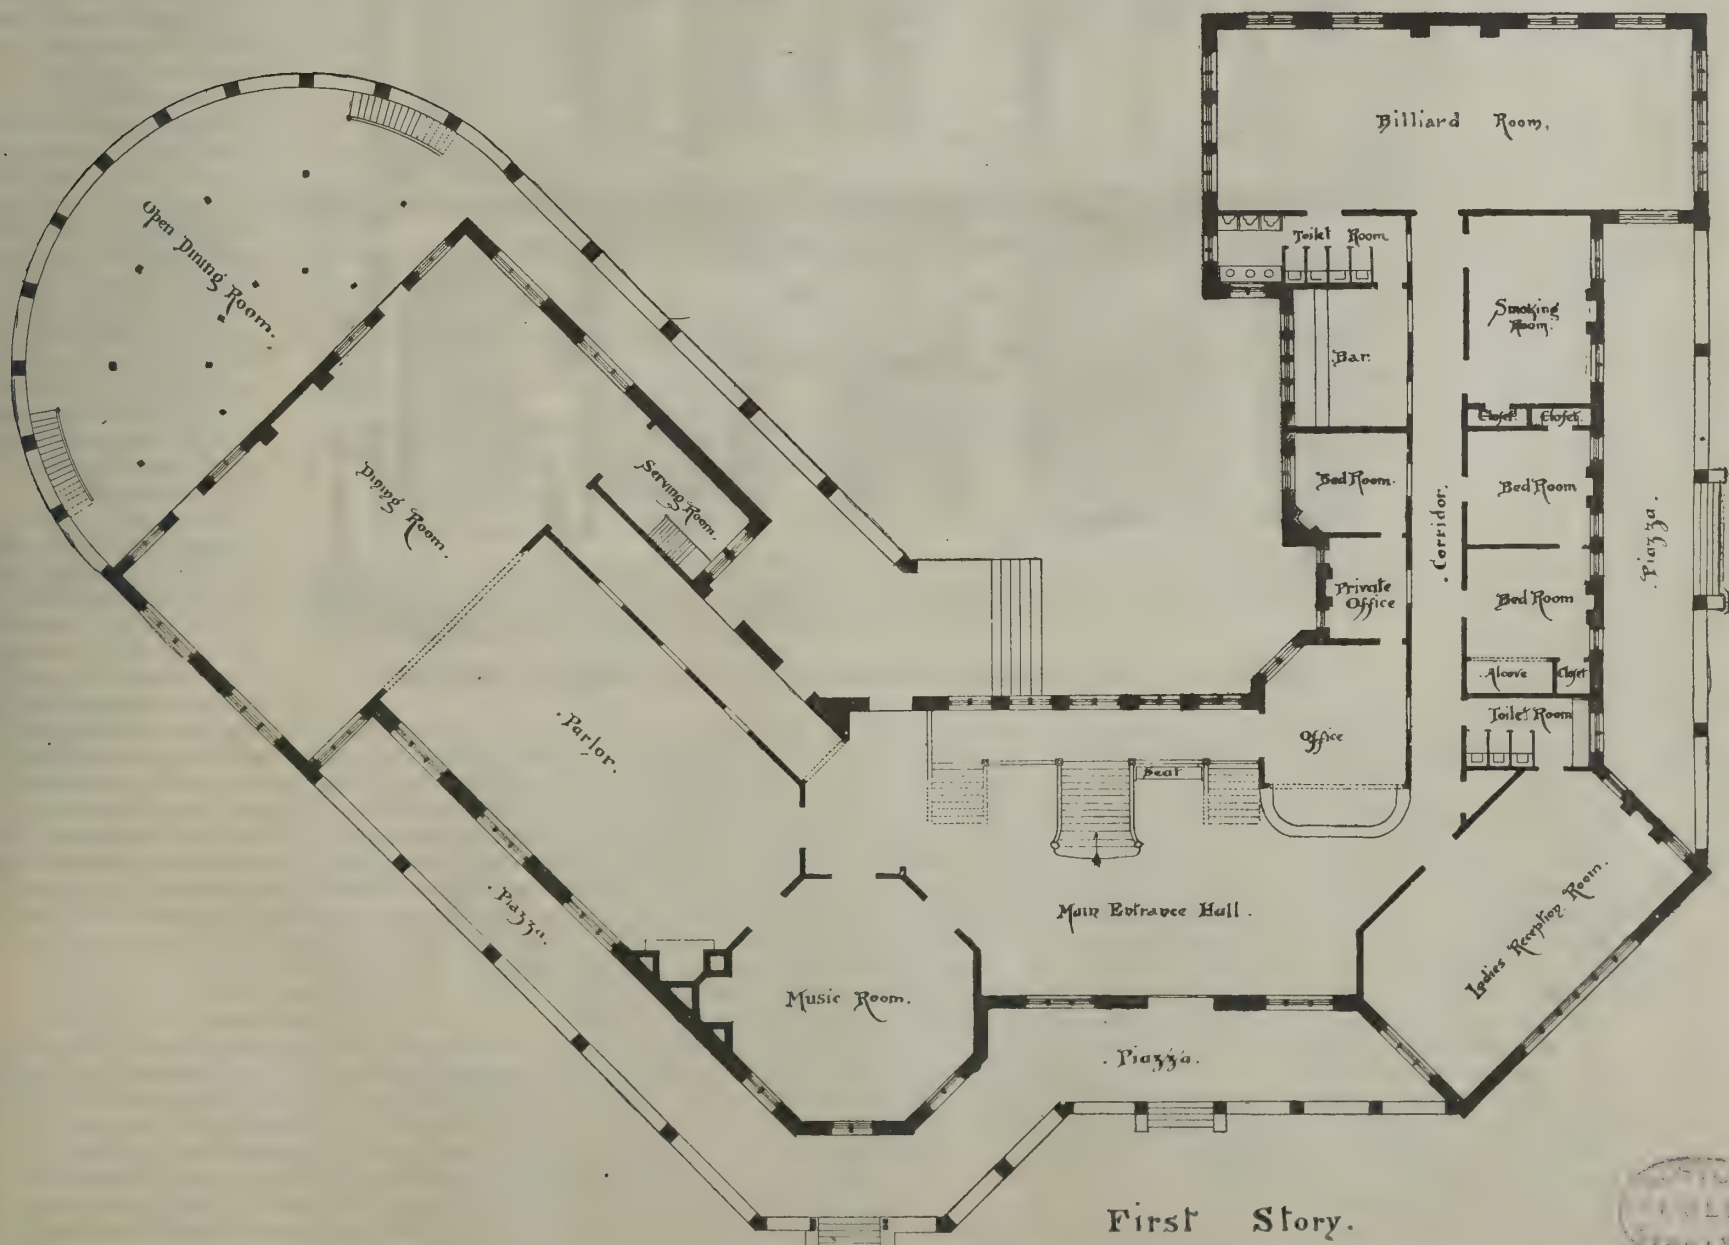 Billiard Room,
Open Dining Room.
Toilet Room
Smoking
Room.
Bar.
Closet.
Closet.
Dining Room.
Serving Room.
Bed Room.
Bed Room
Corridor.
Piazza.
Private
Office
Bed Room
Alcove
Closet
Toilet Room
Parlor.
Office
Seat
Piazza.
Main Entrance Hall.
Ladies Reception Room.
Music Room.
Piazza.
First Story.